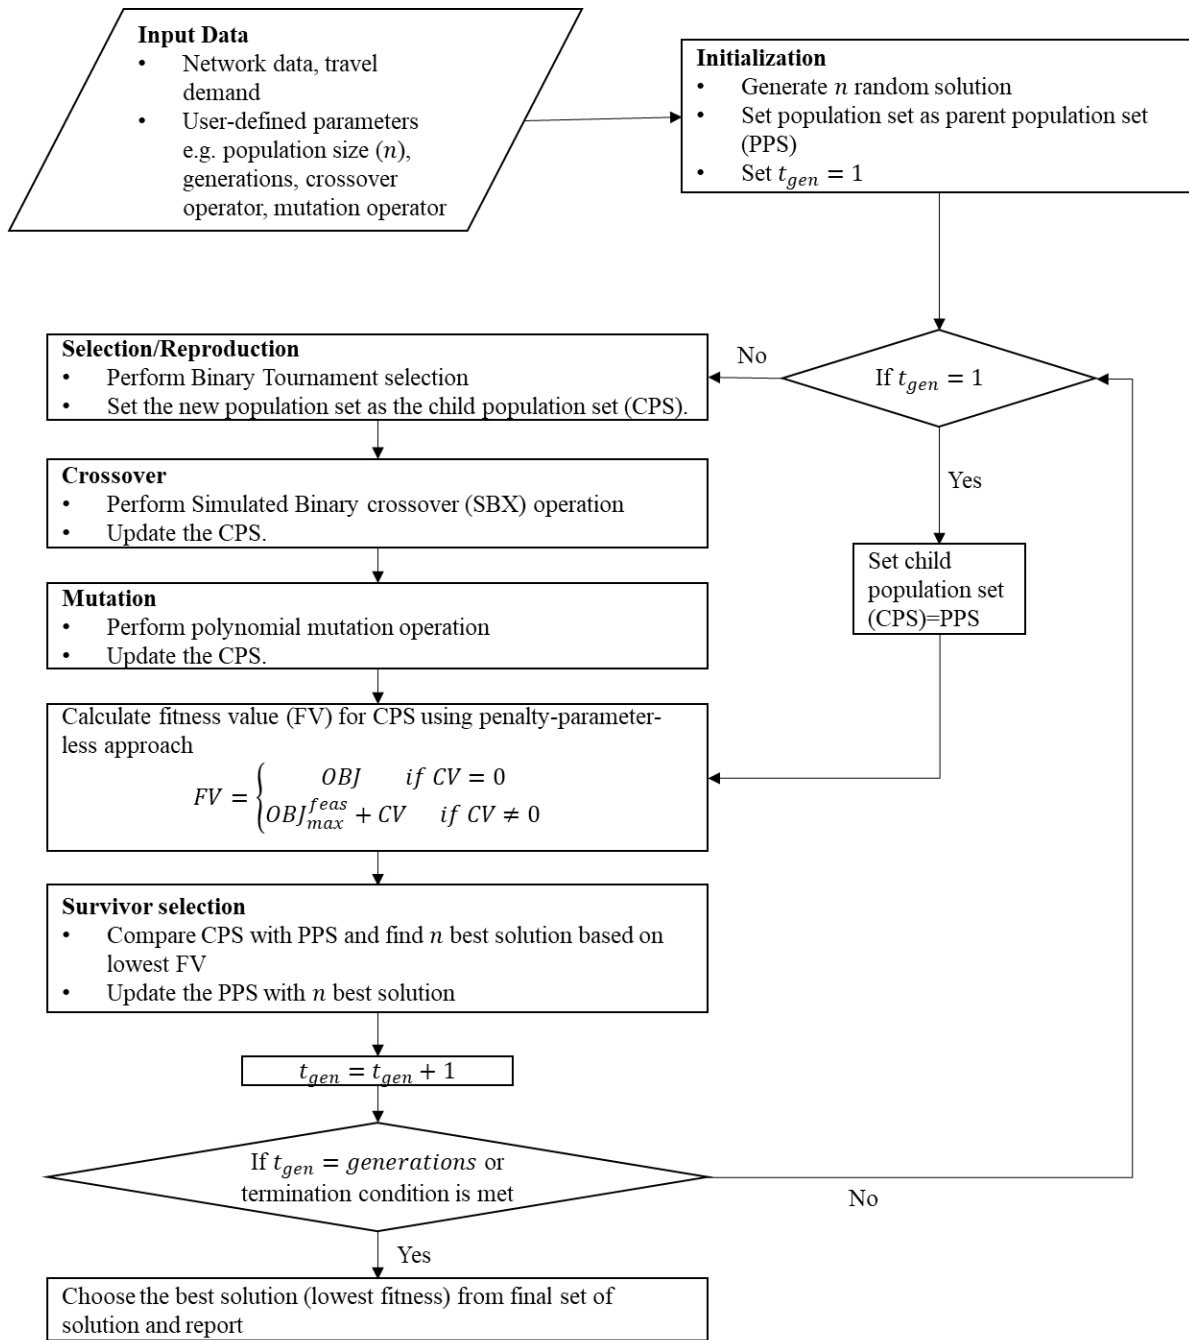 Input Data
• Network data, travel
demand
• User-defined parameters
e.g. population size (n),
generations, crossover
operator, mutation operator
Initialization
• Generate n random solution
• Set population set as parent population set
(PPS)
• Set t_gen = 1
If t_gen = 1
No
Yes
Set child
population set
(CPS)=PPS
Selection/Reproduction
• Perform Binary Tournament selection
• Set the new population set as the child population set (CPS).
Crossover
• Perform Simulated Binary crossover (SBX) operation
• Update the CPS.
Mutation
• Perform polynomial mutation operation
• Update the CPS.
Calculate fitness value (FV) for CPS using penalty-parameter-
less approach
FV = { OBJ if CV = 0
OBJ_max^feas + CV if CV ≠ 0
Survivor selection
• Compare CPS with PPS and find n best solution based on
lowest FV
• Update the PPS with n best solution
t_gen = t_gen + 1
If t_gen = generations or
termination condition is met
No
Yes
Choose the best solution (lowest fitness) from final set of
solution and report